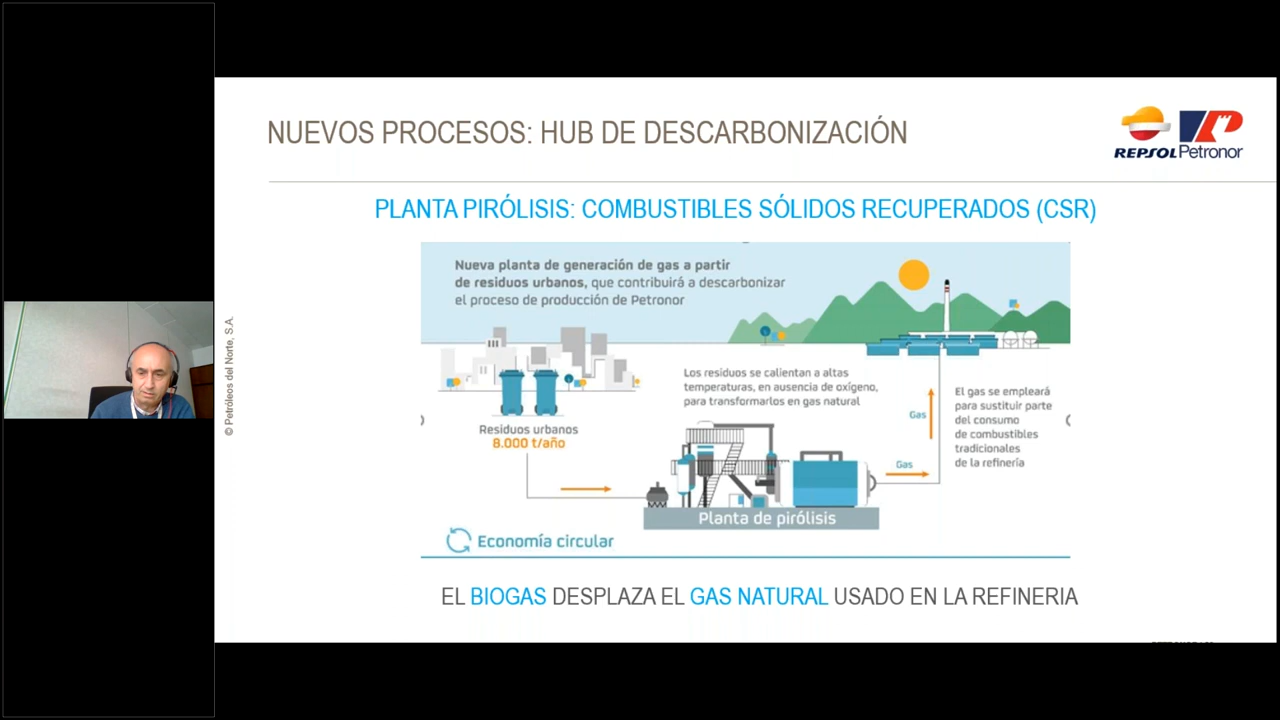 NUEVOS PROCESOS: HUB DE DESCARBONIZACIÓN
REPSOL Petronor
PLANTA PIRÓLISIS: COMBUSTIBLES SÓLIDOS RECUPERADOS (CSR)
Nueva planta de generación de gas a partir
de residuos urbanos, que contribuirá a descarbonizar
el proceso de producción de Petronor
© Petróleos del Norte, S.A.
Los residuos se calientan a altas
temperaturas, en ausencia de oxígeno,
para transformarlos en gas natural
Residuos urbanos
8.000 t/año
Gas
El gas se empleará
para sustituir parte
del consumo
de combustibles
tradicionales
de la refinería
Gas
Planta de pirólisis
Economía circular
EL BIOGAS DESPLAZA EL GAS NATURAL USADO EN LA REFINERIA